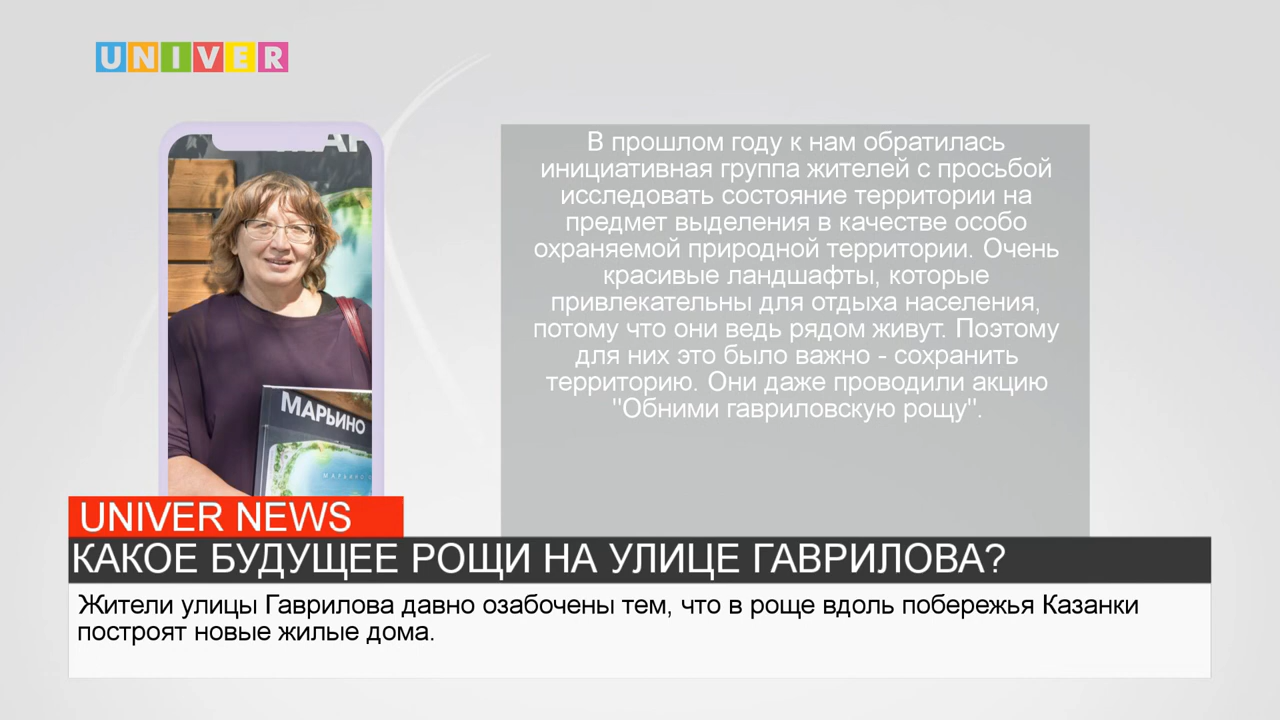 UNIVER
В прошлом году к нам обратилась
инициативная группа жителей с просьбой
исследовать состояние территории на
предмет выделения в качестве особо
охраняемой природной территории. Очень
красивые ландшафты, которые
привлекательны для отдыха населения,
потому что они ведь рядом живут. Поэтому
для них это было важно - сохранить
территорию. Они даже проводили акцию
"Обними гавриловскую рощу".
МАРЬИНО
UNIVER NEWS
КАКОЕ БУДУЩЕЕ РОЩИ НА УЛИЦЕ ГАВРИЛОВА?
Жители улицы Гаврилова давно озабочены тем, что в роще вдоль побережья Казанки
построят новые жилые дома.